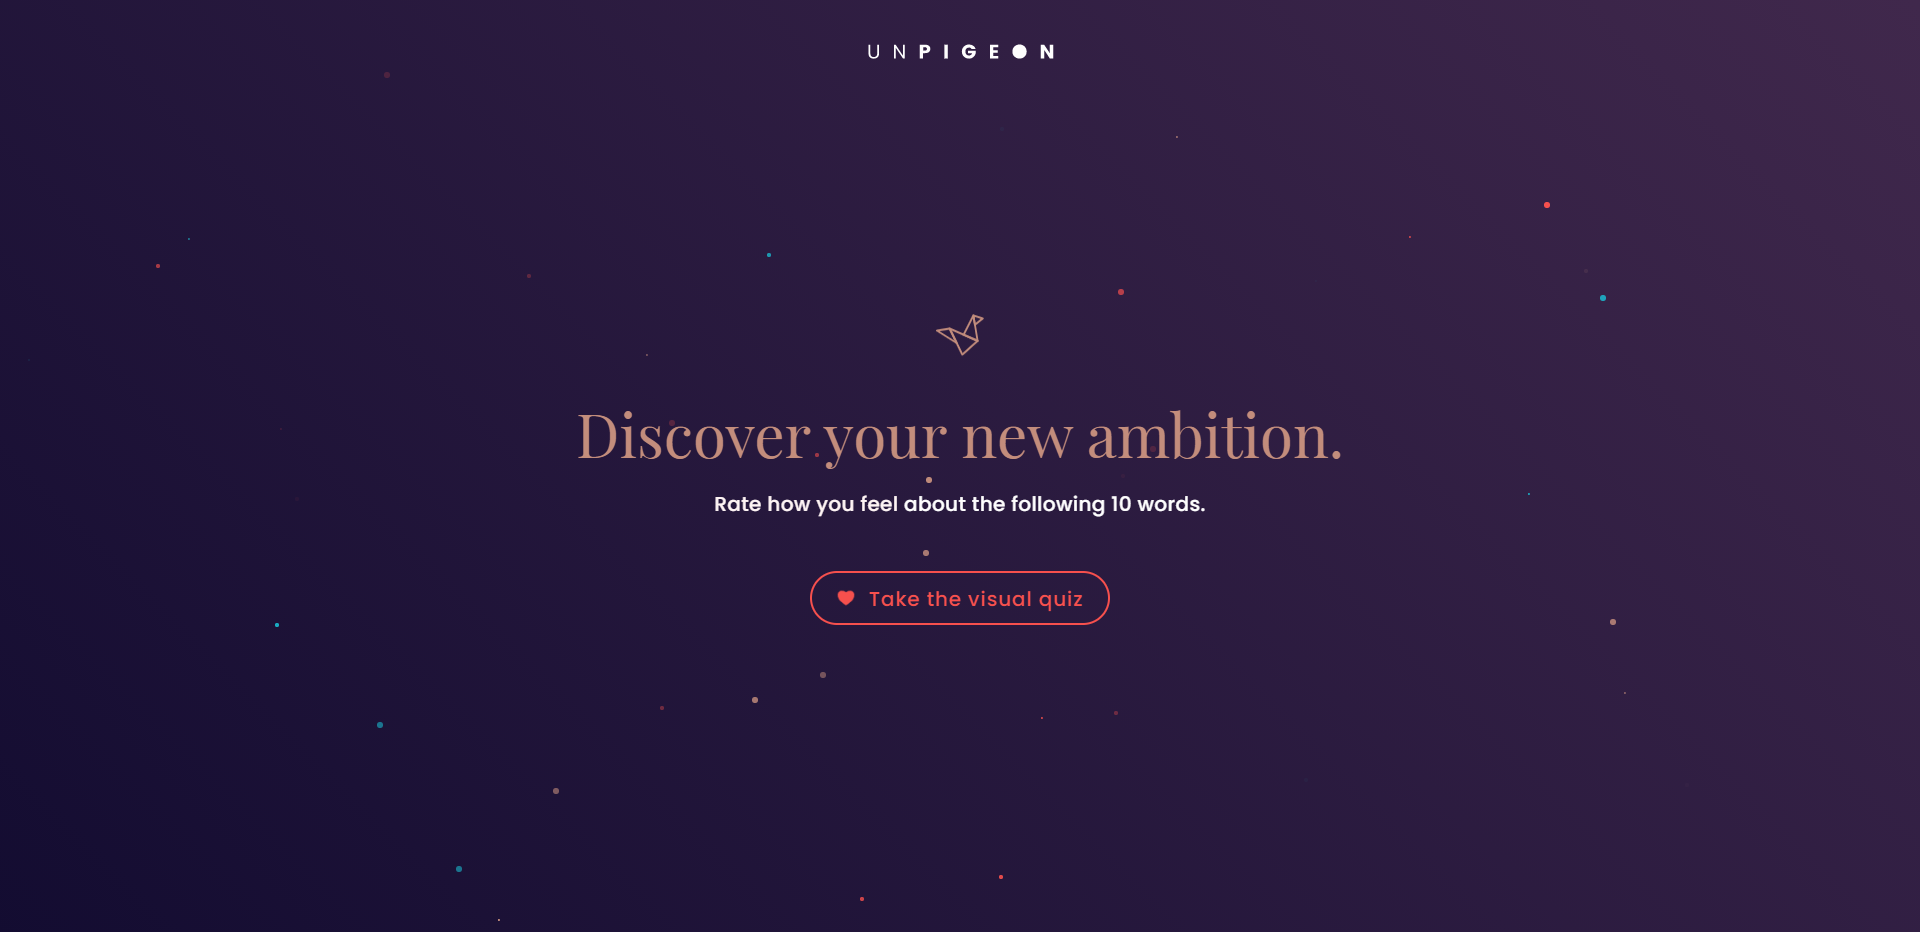 UNPIGEON
Discover your new ambition.
Rate how you feel about the following 10 words.
Take the visual quiz